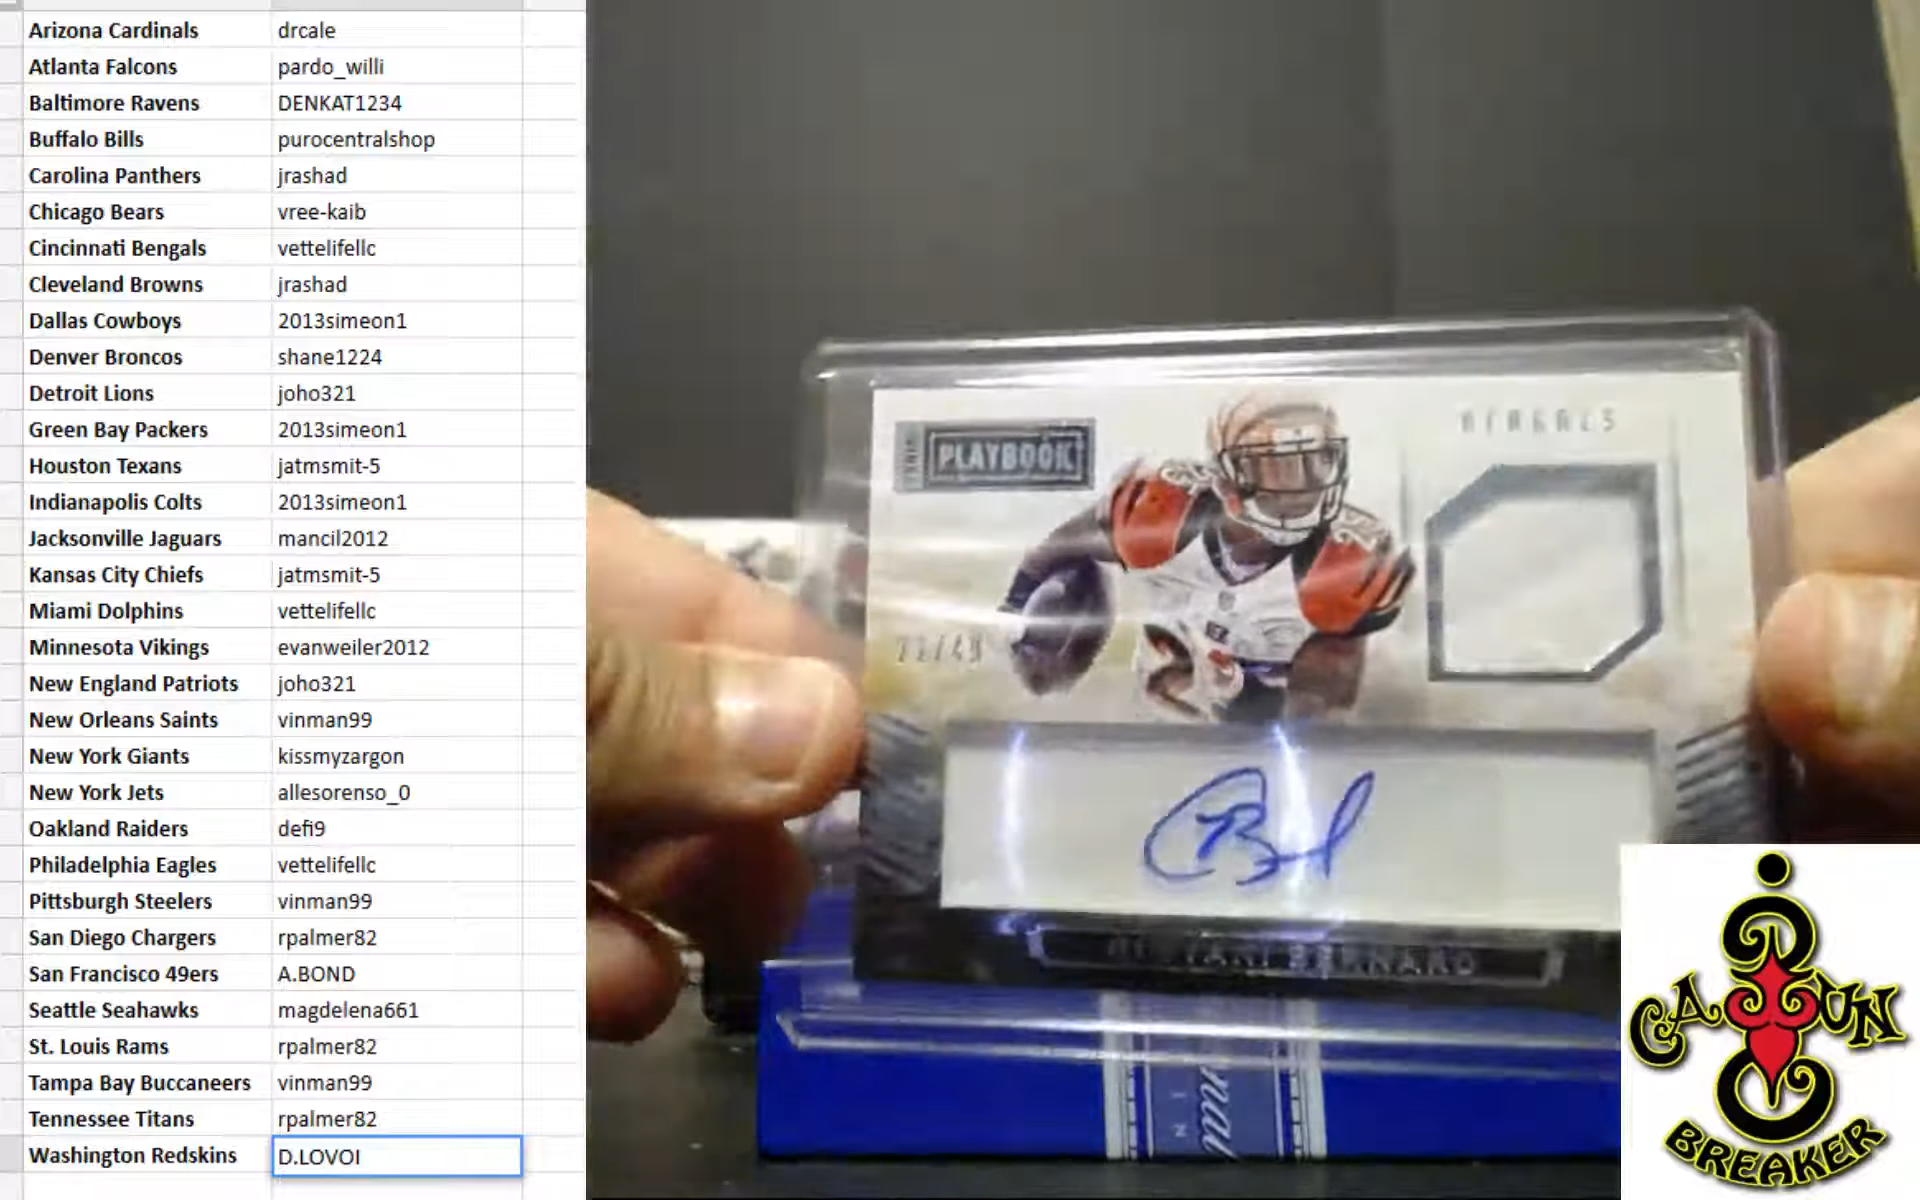 Arizona Cardinals drcale
Atlanta Falcons pardo_willi
Baltimore Ravens DENKAT1234
Buffalo Bills purocentralshop
Carolina Panthers jrashad
Chicago Bears vree-kaib
Cincinnati Bengals vettelifellc
Cleveland Browns jrashad
Dallas Cowboys 2013simeon1
Denver Broncos shane1224
Detroit Lions joho321
Green Bay Packers 2013simeon1
Houston Texans jatmsmit-5
Indianapolis Colts 2013simeon1
Jacksonville Jaguars mancil2012
Kansas City Chiefs jatmsmit-5
Miami Dolphins vettelifellc
Minnesota Vikings evanweiler2012
New England Patriots joho321
New Orleans Saints vinman99
New York Giants kissmyzargon
New York Jets allesorenso_0
Oakland Raiders defi9
Philadelphia Eagles vettelifellc
Pittsburgh Steelers vinman99
San Diego Chargers rpalmer82
San Francisco 49ers A.BOND
Seattle Seahawks magdelena661
St. Louis Rams rpalmer82
Tampa Bay Buccaneers vinman99
Tennessee Titans rpalmer82
Washington Redskins D.LOVOI
PLAYBOOK
BENGALS
25
BERNARD
CAJUN
BREAKER